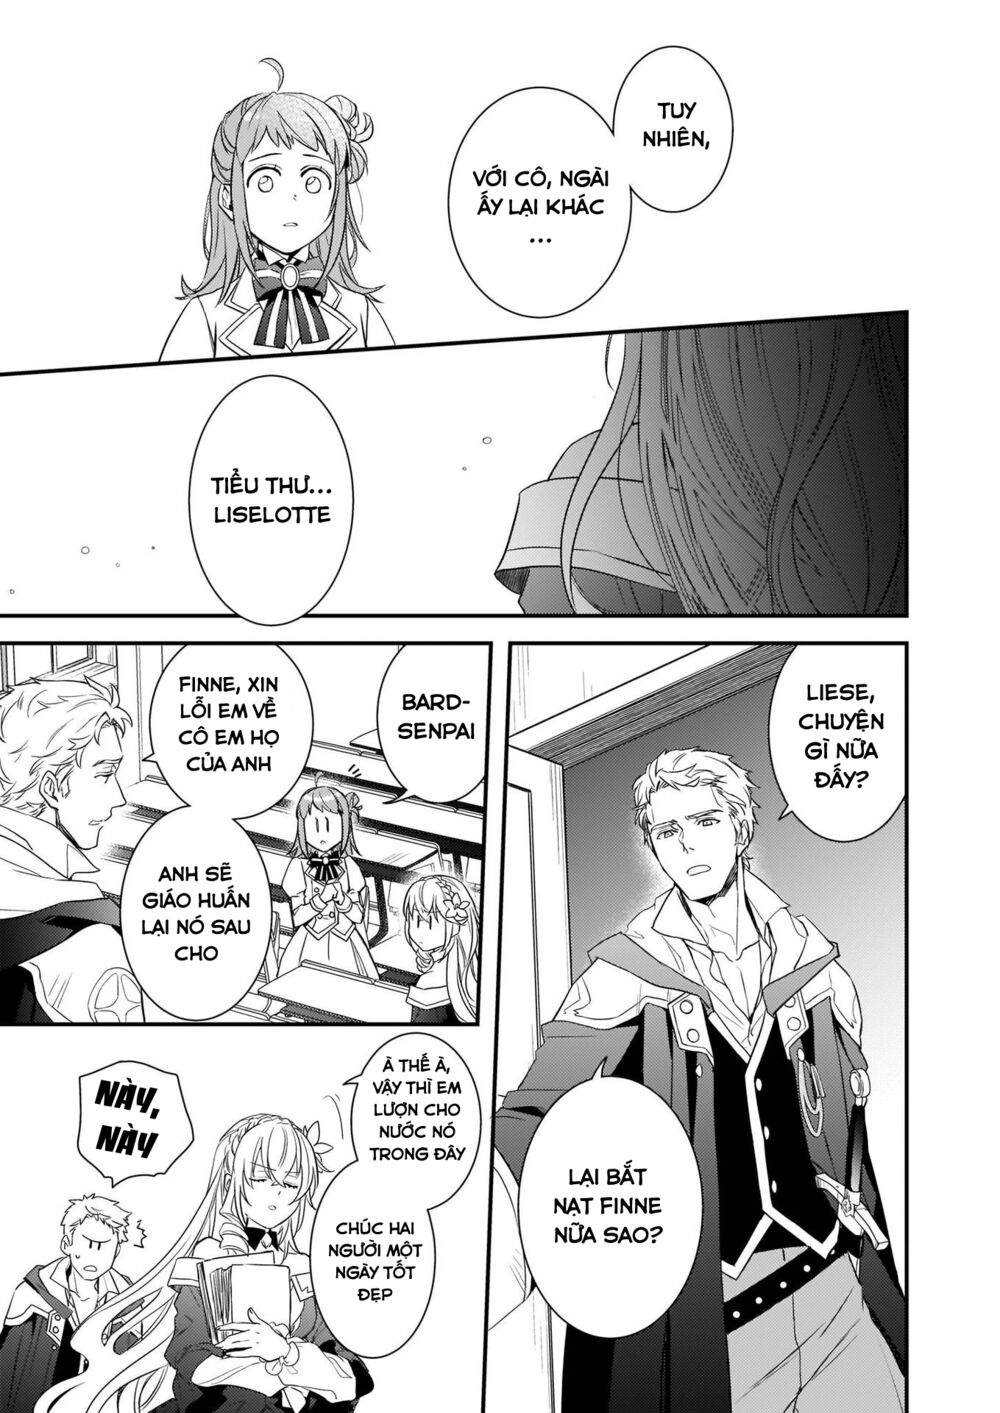 TUY
NHIÊN,
VỚI CÔ, NGÀI
ẤY LẠI KHÁC
...
TIỂU THƯ...
LISELOTTE
LIESE,
CHUYỆN
GÌ NỮA
ĐẤY?
LẠI BẮT
NẠT FINNE
NỮA SAO?
BARD-
SENPAI
FINNE, XIN
LỖI EM VỀ
CÔ EM HỌ
CỦA ANH
ANH SẼ
GIÁO HUẤN
LẠI NÓ SAU
CHO
À THẾ À,
VẬY THÌ EM
LƯỢN CHO
NƯỚC NÓ
TRONG ĐÂY
CHÚC HAI
NGƯỜI MỘT
NGÀY TỐT
ĐẸP
NÀY,
NÀY